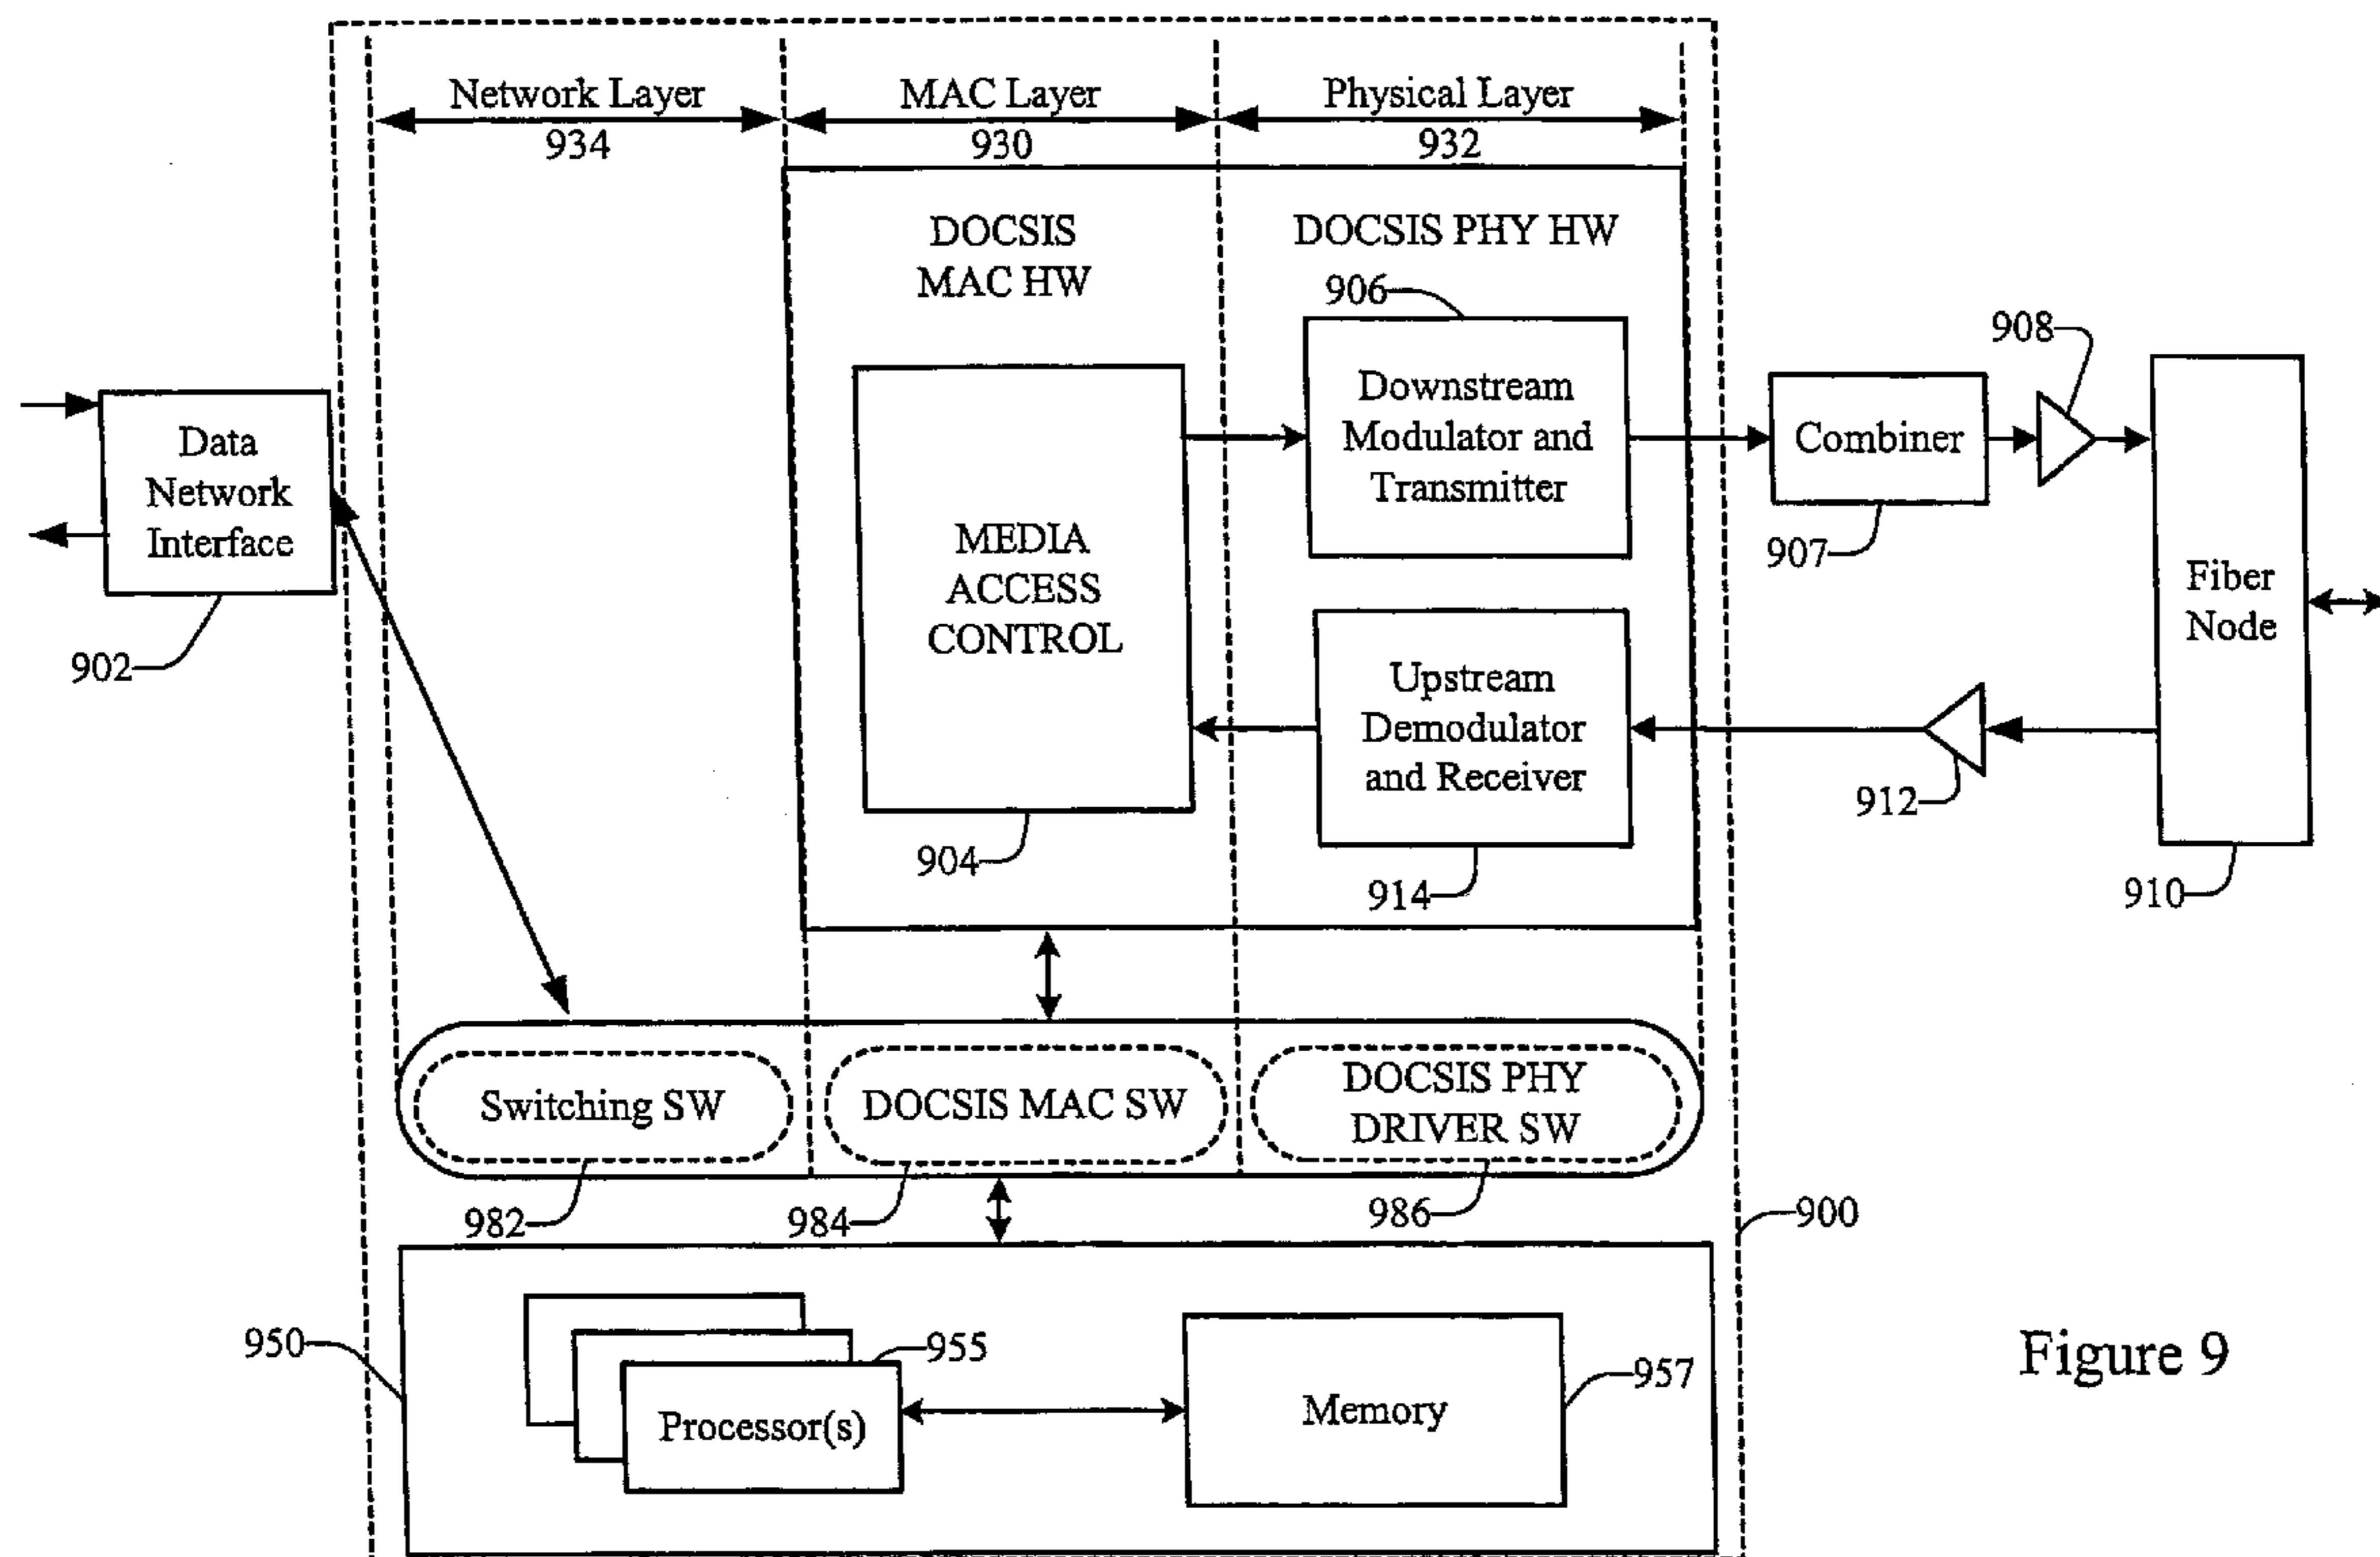 Network Layer
934
MAC Layer
930
Physical Layer
932
DOCSIS
MAC HW
DOCSIS PHY HW
906
Downstream
Modulator and
Transmitter
908
Combiner
907
Data
Network
Interface
902
MEDIA
ACCESS
CONTROL
904
Upstream
Demodulator
and Receiver
914
912
Fiber
Node
910
Switching SW
DOCSIS MAC SW
DOCSIS PHY
DRIVER SW
982
984
986
900
950
955
Processor(s)
Memory
957
Figure 9